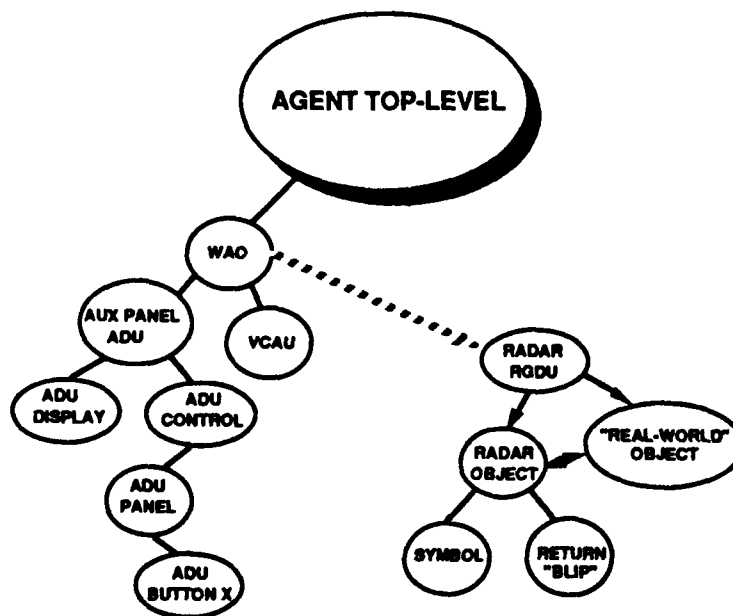 AGENT TOP-LEVEL
WAO
AUX PANEL
ADU
VCAU
RADAR
RGDU
ADU
DISPLAY
ADU
CONTROL
"REAL-WORLD"
OBJECT
RADAR
OBJECT
ADU
PANEL
SYMBOL
RETURN
"BLIP"
ADU
BUTTON X